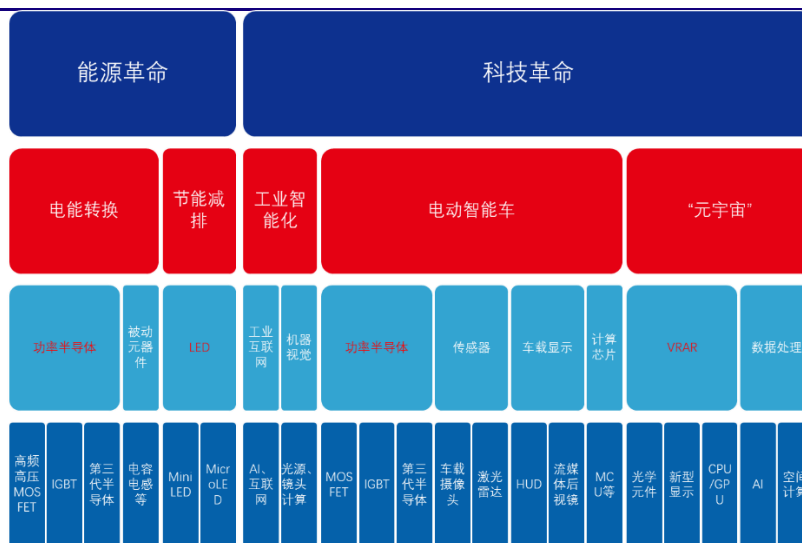 能源革命
科技革命
电能转换
节能减
排
工业智
能化
电动智能车
“元宇宙”
功率半导体
被动
元器
件
LED
工业
互联
网
机器
视觉
功率半导体
传感器
车载显示
计算
芯片
VRAR
数据处理
高频
高压
MOS
FET
IGBT
第三
代半
导体
电容
电感
等
Mini
LED
Micr
oLE
D
AI、
互联
网
光源、
镜头
计算
MOS
FET
IGBT
第三
代半
导体
车载
摄像
头
激光
雷达
HUD
流媒
体后
视镜
MC
U等
光学
元件
新型
显示
CPU
/GP
U
AI
空间
计算